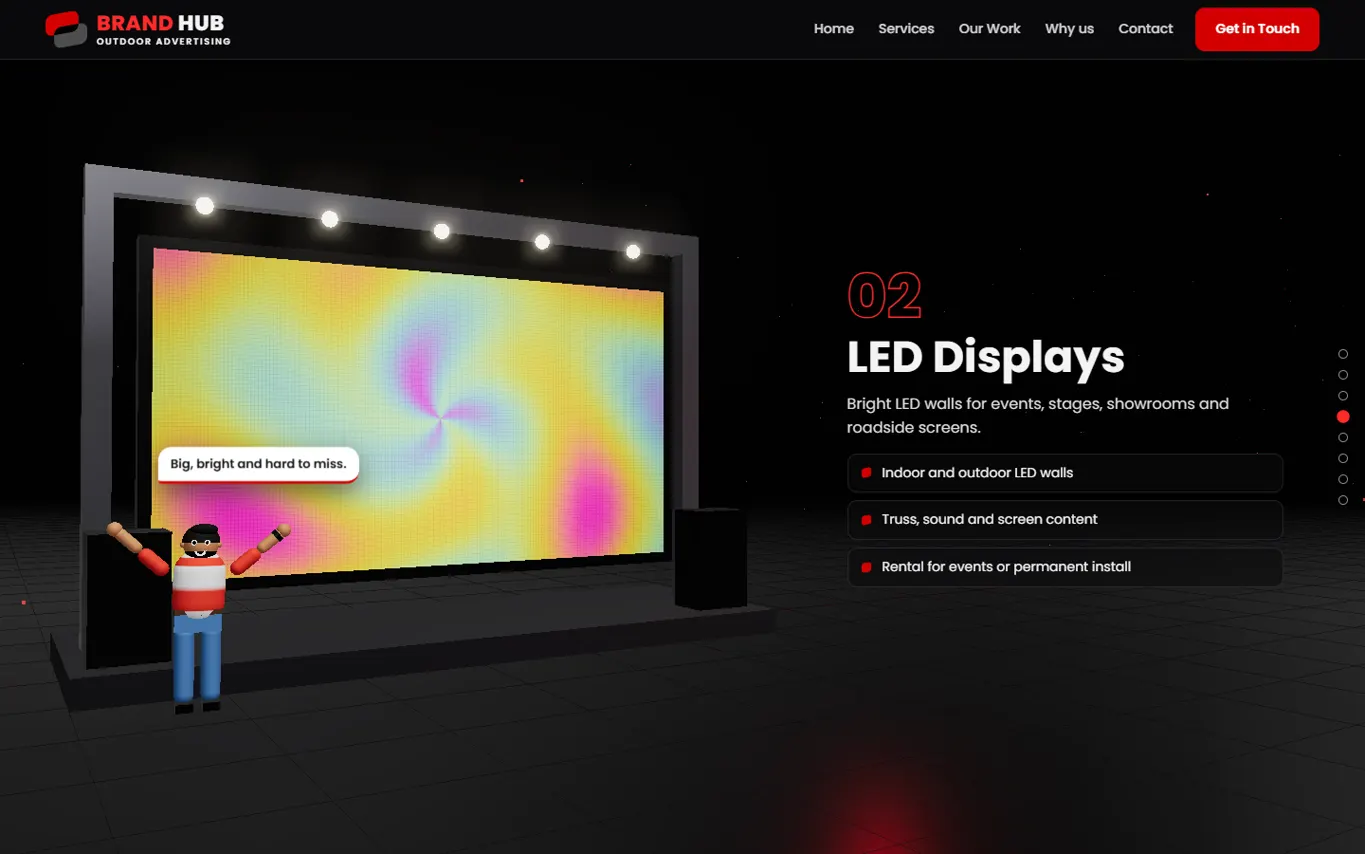 BRAND HUB
OUTDOOR ADVERTISING
Home
Services
Our Work
Why us
Contact
Get in Touch
02
LED Displays
Bright LED walls for events, stages, showrooms and
roadside screens.
Indoor and outdoor LED walls
Truss, sound and screen content
Rental for events or permanent install
Big, bright and hard to miss.